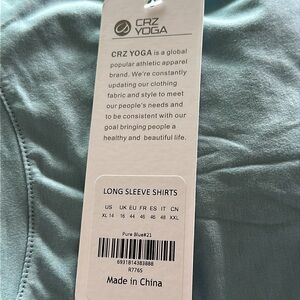 CRZ
YOGA
CRZ YOGA is a global
popular athletic apparel
brand. We're constantly
updating our clothing
fabric and style to meet
our people's needs and
to be consistent with our
goal bringing people a
healthy and beautiful life.
LONG SLEEVE SHIRTS
US UK EU FR ES IT CN
XL 14 16 44 46 46 48 XXL
Pure Blue#21
6931814383888
R7765
Made in China